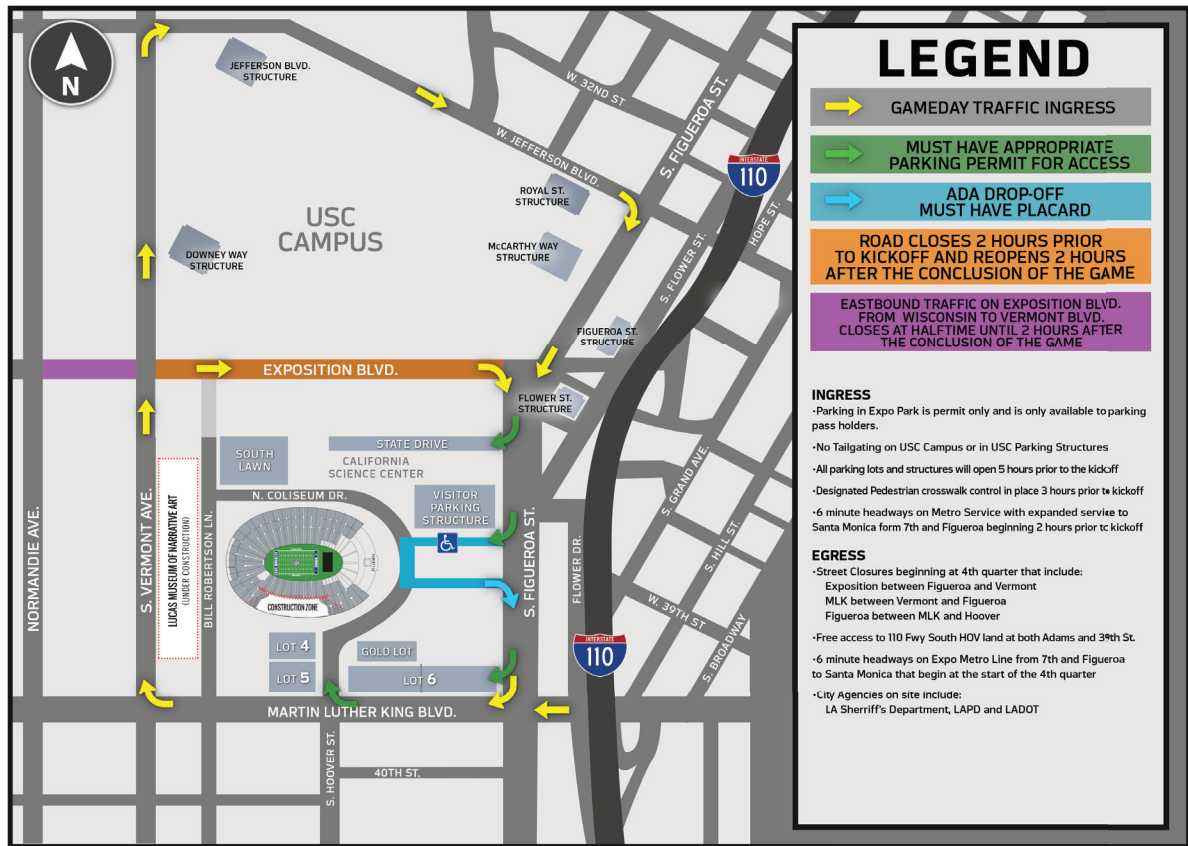 N
JEFFERSON BLVD.
STRUCTURE
W. 32ND ST
S. FIGUEROA ST.
W. JEFFERSON BLVD.
INTERSTATE
110
ROYAL ST.
STRUCTURE
USC
CAMPUS
McCARTHY WAY
STRUCTURE
DOWNEY WAY
STRUCTURE
HOPE ST.
S. FLOWER ST.
FIGUEROA ST.
STRUCTURE
EXPOSITION BLVD.
FLOWER ST.
STRUCTURE
STATE DRIVE
SOUTH
LAWN
CALIFORNIA
SCIENCE CENTER
N. COLISEUM DR.
VISITOR
PARKING
STRUCTURE
S. GRAND AVE.
S. HILL ST.
NORMANDIE AVE.
S. VERMONT AVE.
LUCAS MUSEUM OF NARRATIVE ART
(UNDER CONSTRUCTION)
BILL ROBERTSON LN.
CONSTRUCTION ZONE
S. FIGUEROA ST.
FLOWER DR.
W. 39TH ST
S. BROADWAY
INTERSTATE
110
LOT 4
GOLD LOT
LOT 5
LOT 6
MARTIN LUTHER KING BLVD.
S. HOOVER ST.
40TH ST.
LEGEND
GAMEDAY TRAFFIC INGRESS
MUST HAVE APPROPRIATE
PARKING PERMIT FOR ACCESS
ADA DROP-OFF
MUST HAVE PLACARD
ROAD CLOSES 2 HOURS PRIOR
TO KICKOFF AND REOPENS 2 HOURS
AFTER THE CONCLUSION OF THE GAME
EASTBOUND TRAFFIC ON EXPOSITION BLVD.
FROM WISCONSIN TO VERMONT BLVD.
CLOSES AT HALFTIME UNTIL 2 HOURS AFTER
THE CONCLUSION OF THE GAME
INGRESS
•Parking in Expo Park is permit only and is only available to parking
pass holders.
•No Tailgating on USC Campus or in USC Parking Structures
•All parking lots and structures will open 5 hours prior to the kickoff
•Designated Pedestrian crosswalk control in place 3 hours prior to kickoff
•6 minute headways on Metro Service with expanded service to
Santa Monica form 7th and Figueroa beginning 2 hours prior to kickoff
EGRESS
•Street Closures beginning at 4th quarter that include:
Exposition between Figueroa and Vermont
MLK between Vermont and Figueroa
Figueroa between MLK and Hoover
•Free access to 110 Fwy South HOV land at both Adams and 39th St.
•6 minute headways on Expo Metro Line from 7th and Figueroa
to Santa Monica that begin at the start of the 4th quarter
•City Agencies on site include:
LA Sherriff's Department, LAPD and LADOT